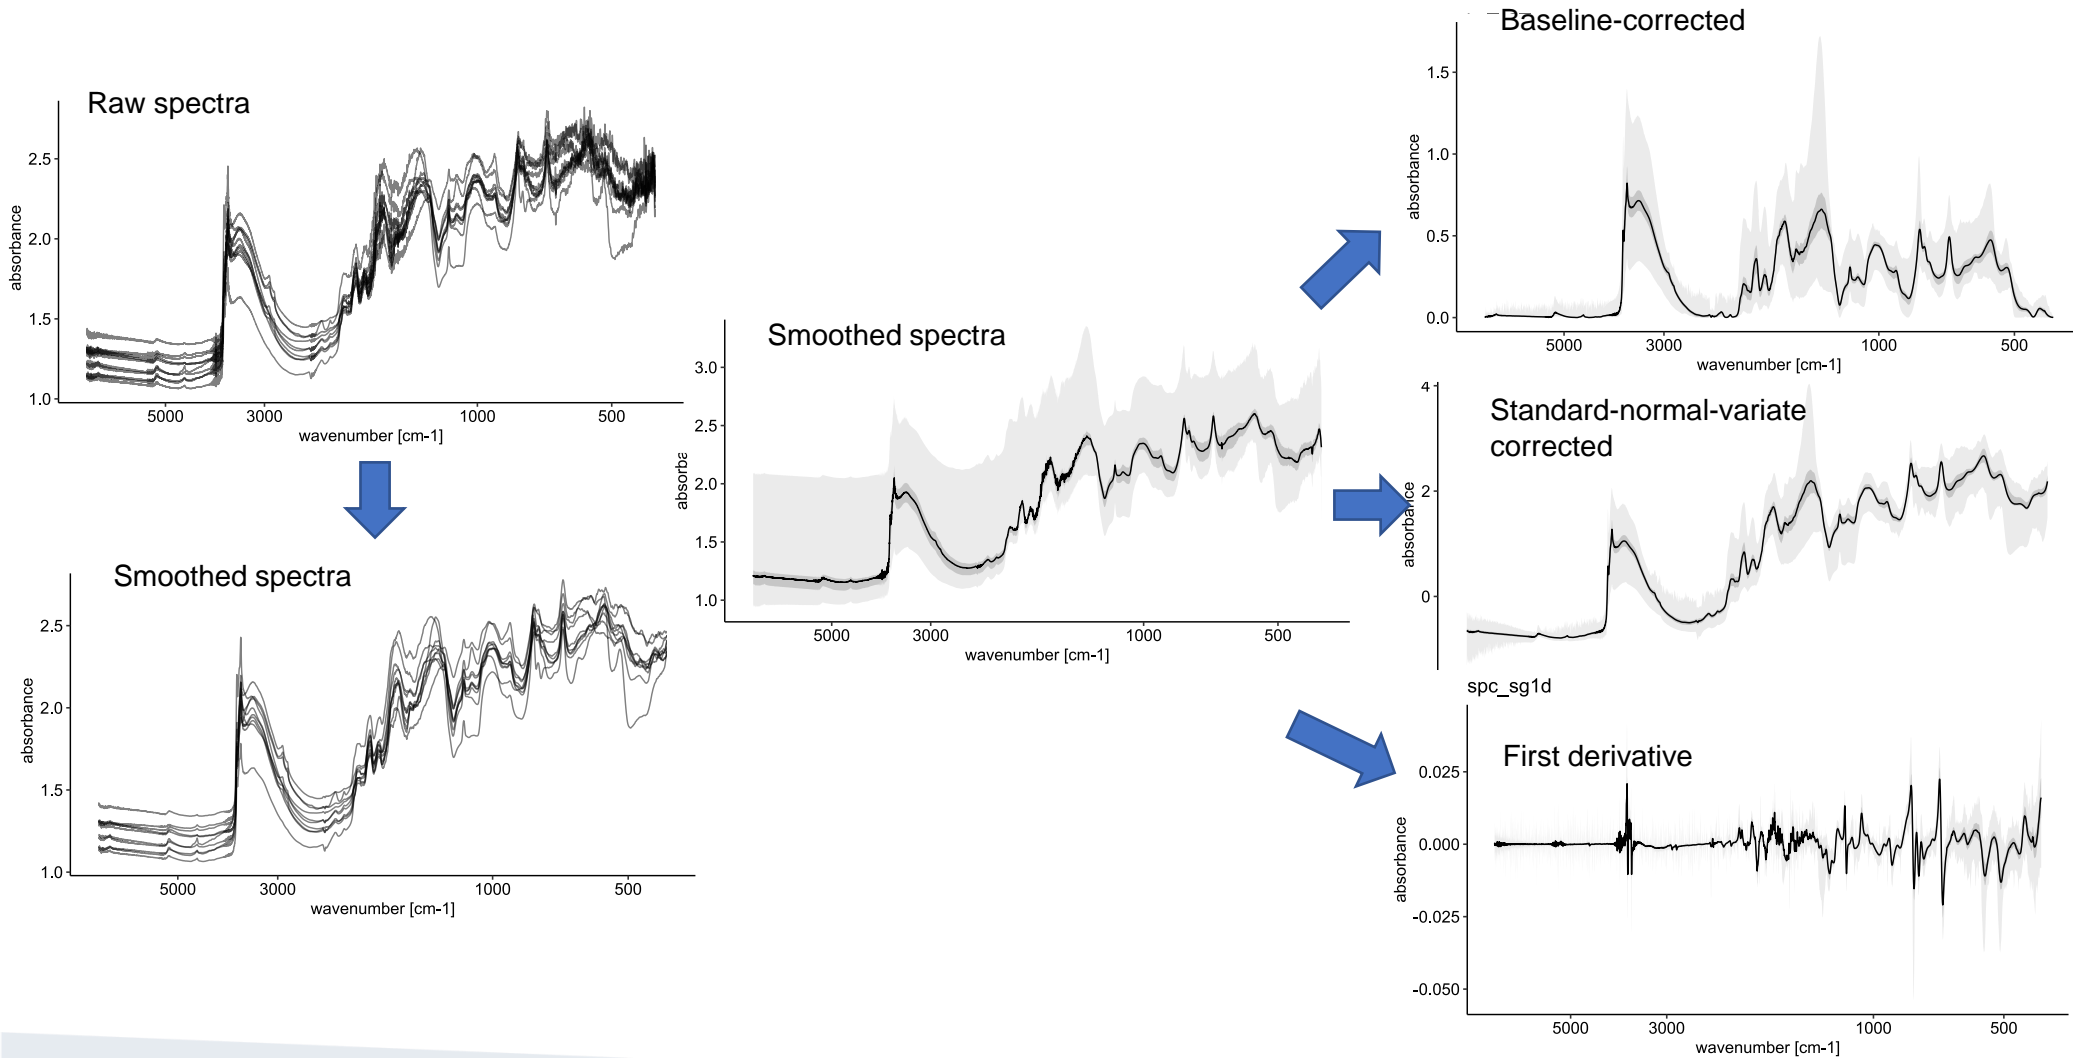 Raw spectra
absorbance
2.5
2.0
1.5
1.0
5000 3000 1000 500
wavenumber [cm-1]
Smoothed spectra
absorbance
2.5
2.0
1.5
1.0
5000 3000 1000 500
wavenumber [cm-1]
Smoothed spectra
absorba
3.0
2.5
2.0
1.5
1.0
5000 3000 1000 500
wavenumber [cm-1]
Baseline-corrected
absorbance
1.5
1.0
0.5
0.0
5000 3000 1000 500
wavenumber [cm-1]
Standard-normal-variate
corrected
absorbance
4
2
0
spc_sg1d
First derivative
absorbance
0.025
0.000
-0.025
-0.050
5000 3000 1000 500
wavenumber [cm-1]